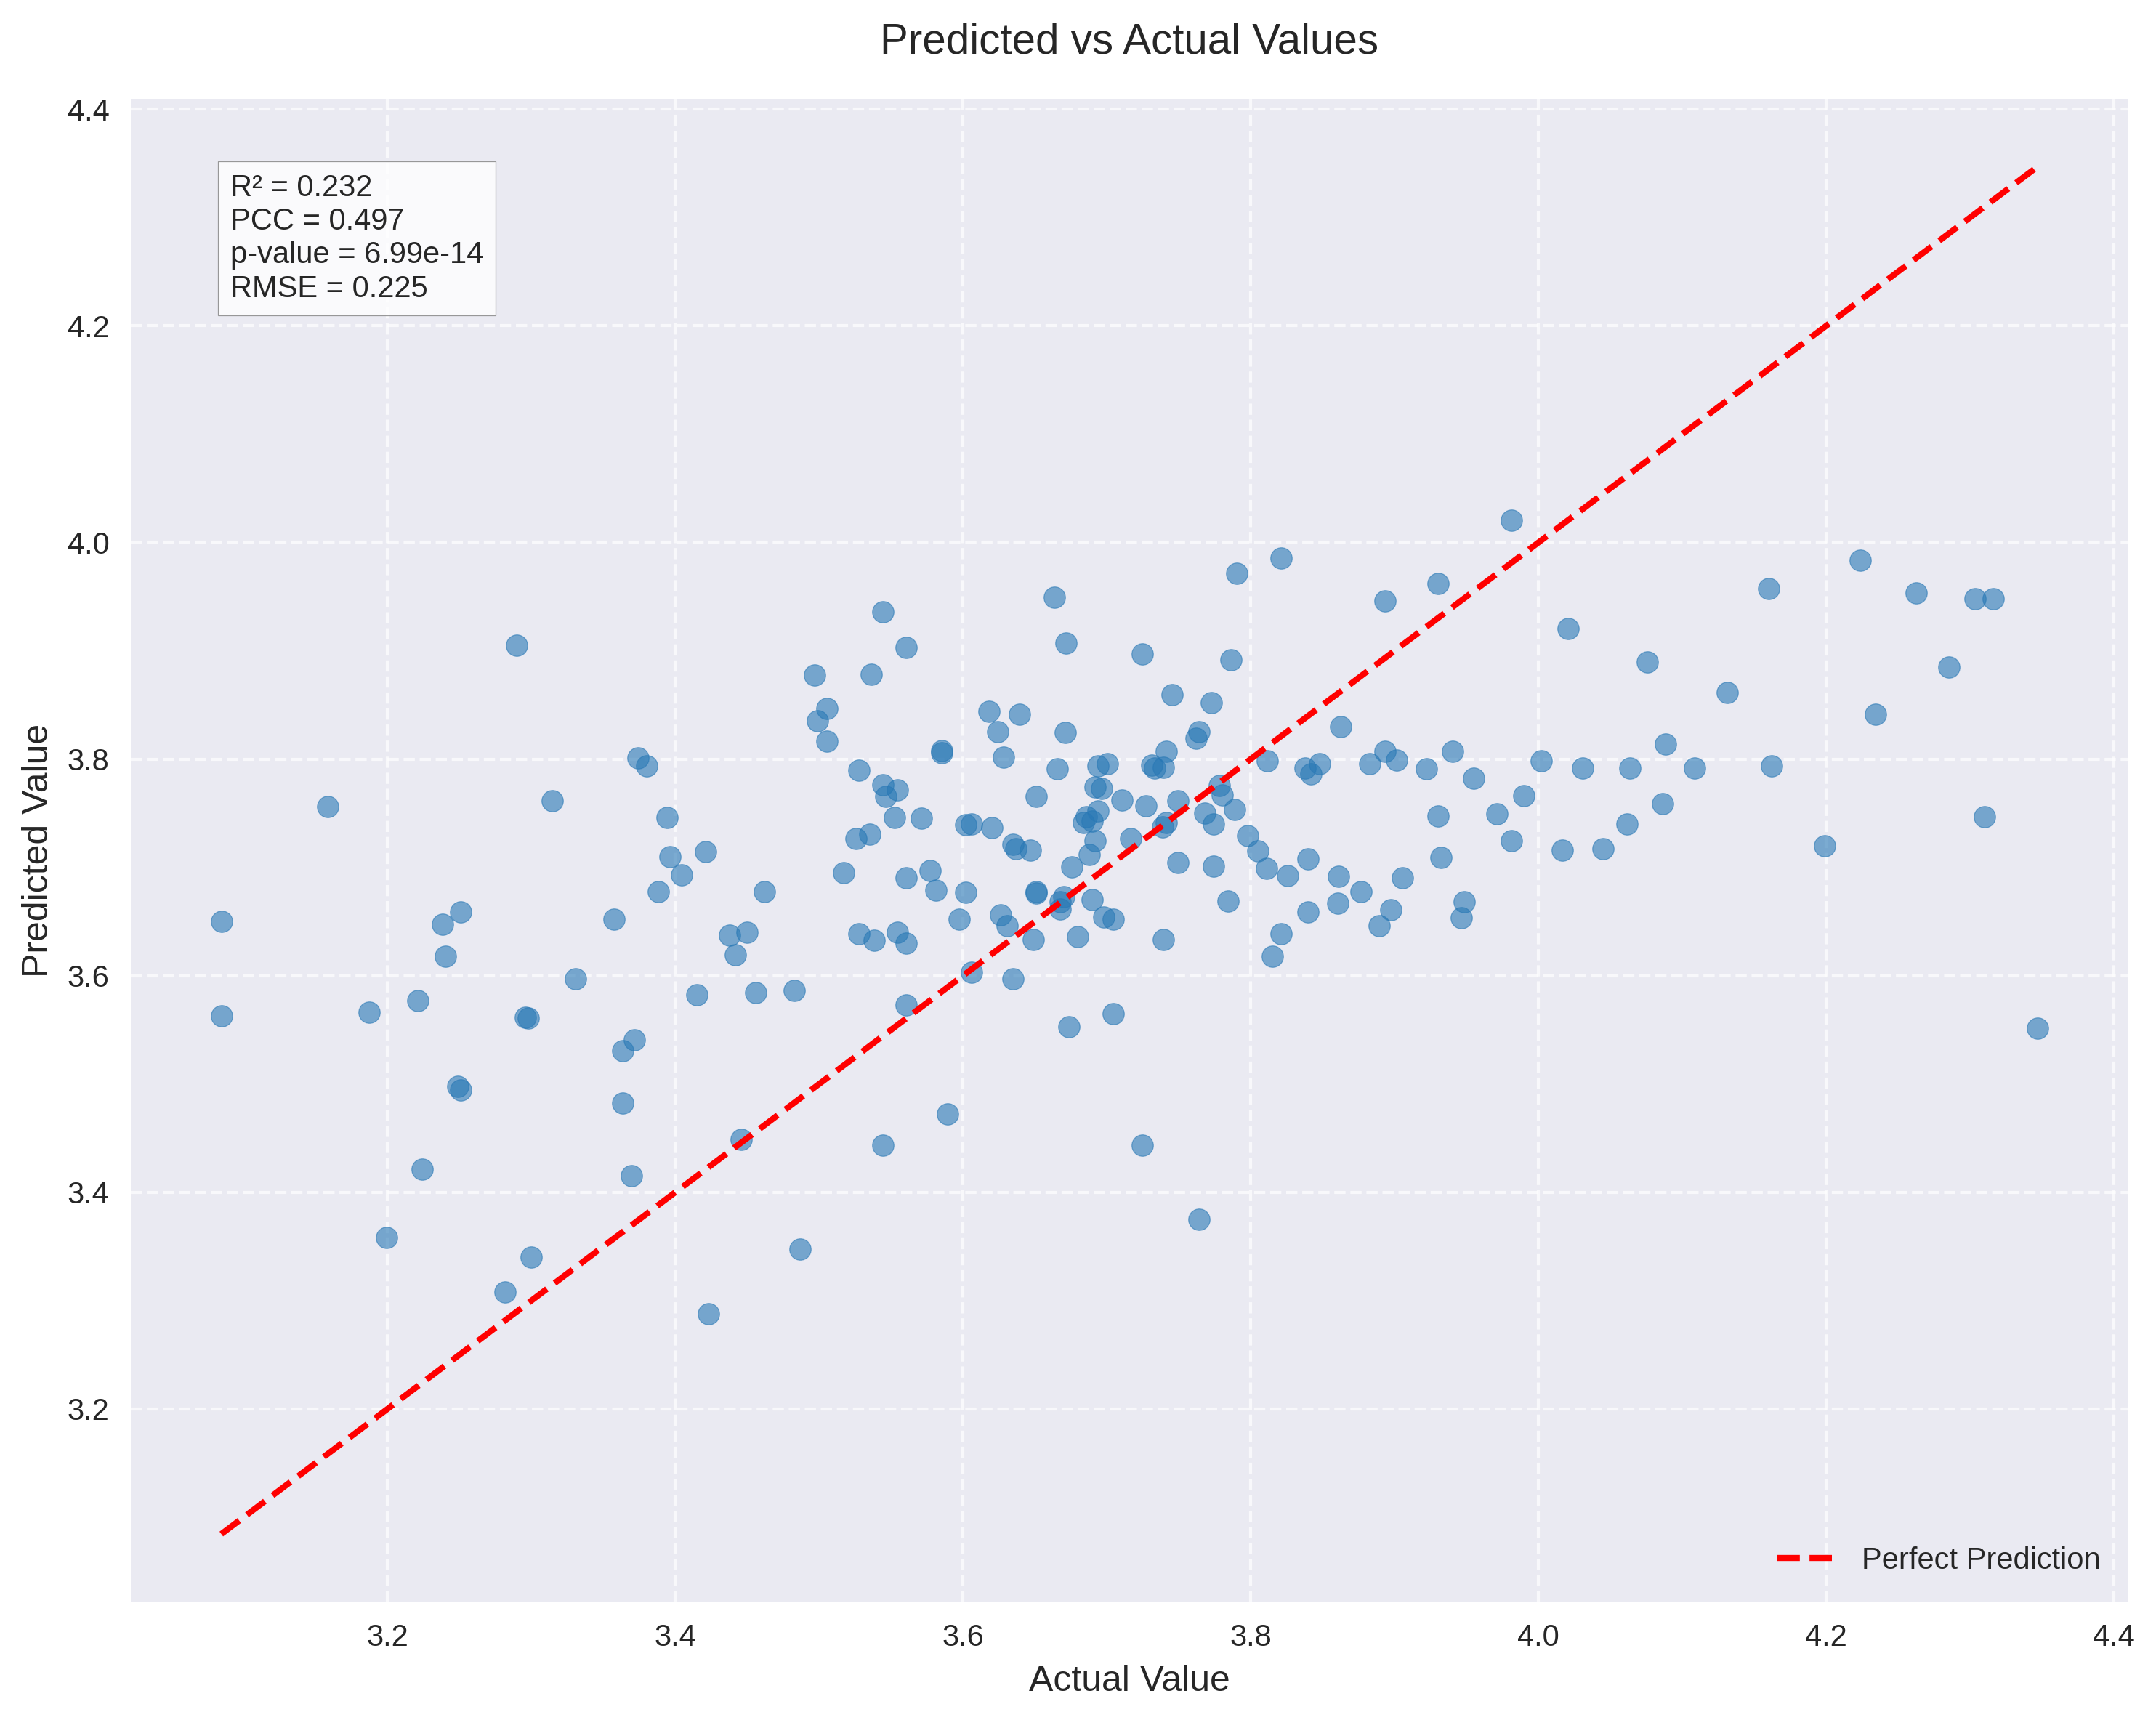 Predicted vs Actual Values
4.4
R² = 0.232
PCC = 0.497
p-value = 6.99e-14
RMSE = 0.225
4.2
4.0
3.8
3.6
3.4
3.2
Predicted Value
Perfect Prediction
3.2 3.4 3.6 3.8 4.0 4.2 4.4
Actual Value